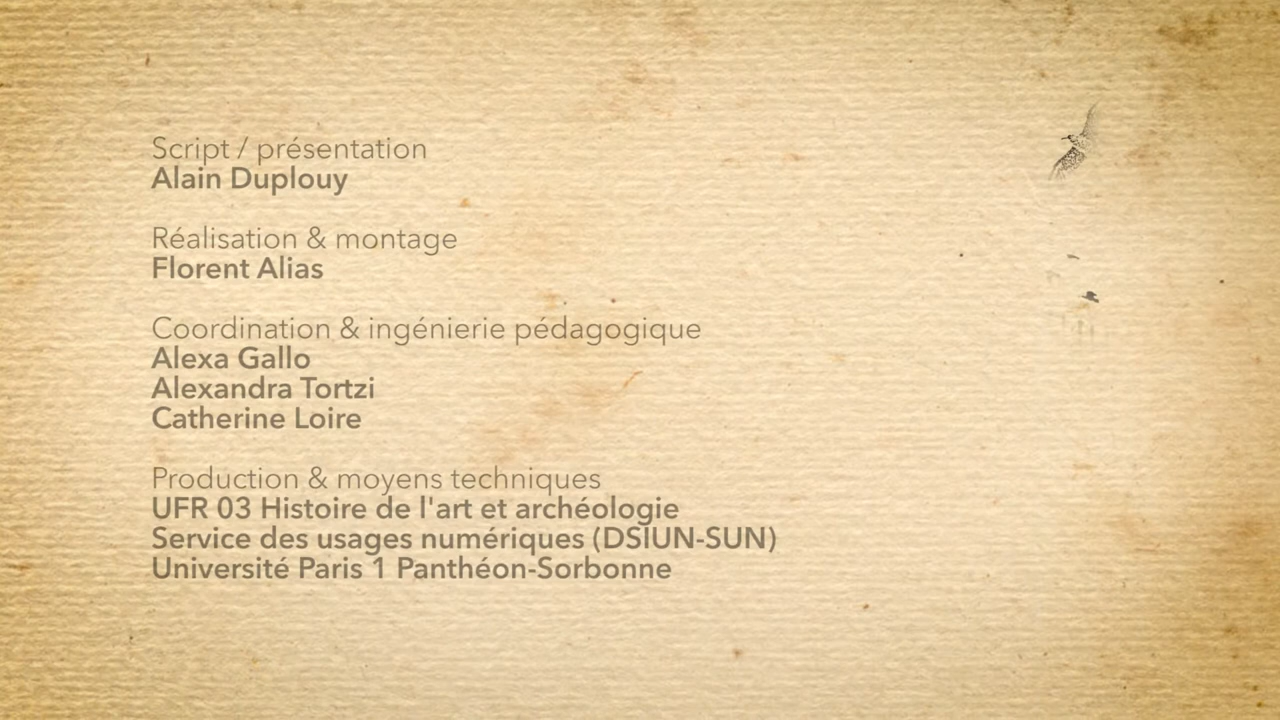 Script / présentation
Alain Duplouy
Réalisation & montage
Florent Alias
Coordination & ingénierie pédagogique
Alexa Gallo
Alexandra Tortzi
Catherine Loire
Production & moyens techniques
UFR 03 Histoire de l'art et archéologie
Service des usages numériques (DSIUN-SUN)
Université Paris 1 Panthéon-Sorbonne